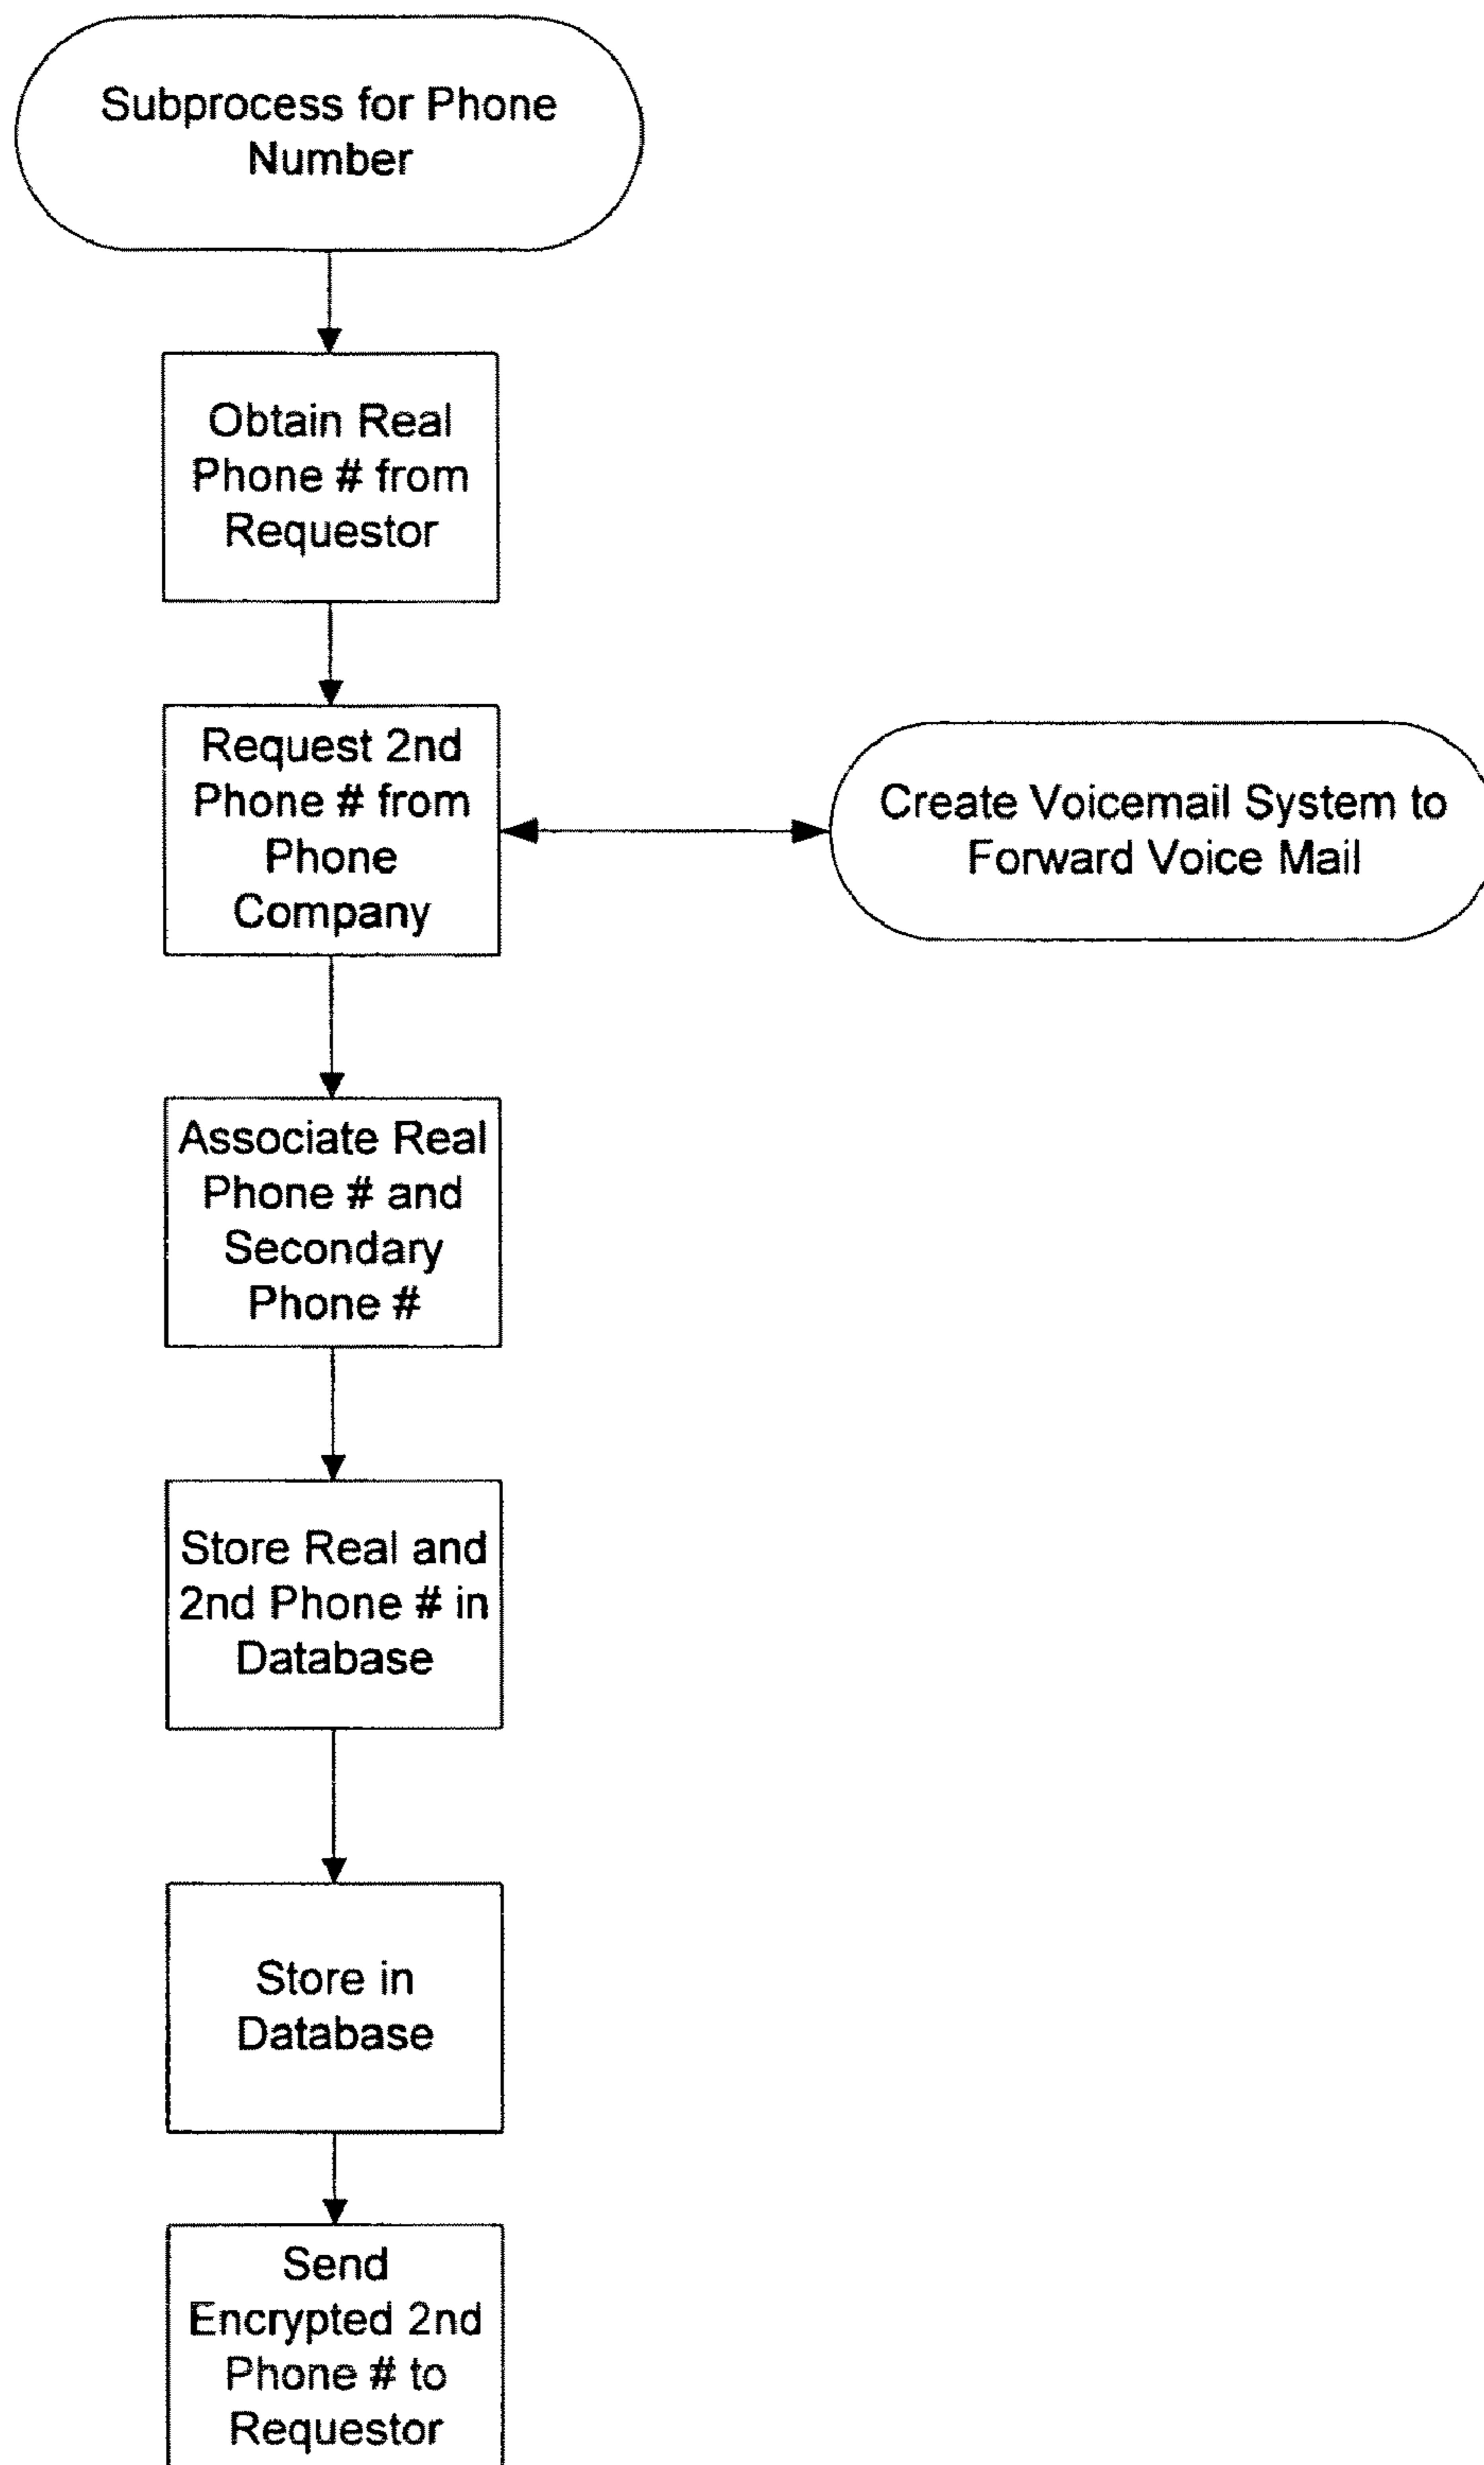 Subprocess for Phone
Number
Obtain Real
Phone # from
Requestor
Request 2nd
Phone # from
Phone
Company
Create Voicemail System to
Forward Voice Mail
Associate Real
Phone # and
Secondary
Phone #
Store Real and
2nd Phone # in
Database
Store in
Database
Send
Encrypted 2nd
Phone # to
Requestor